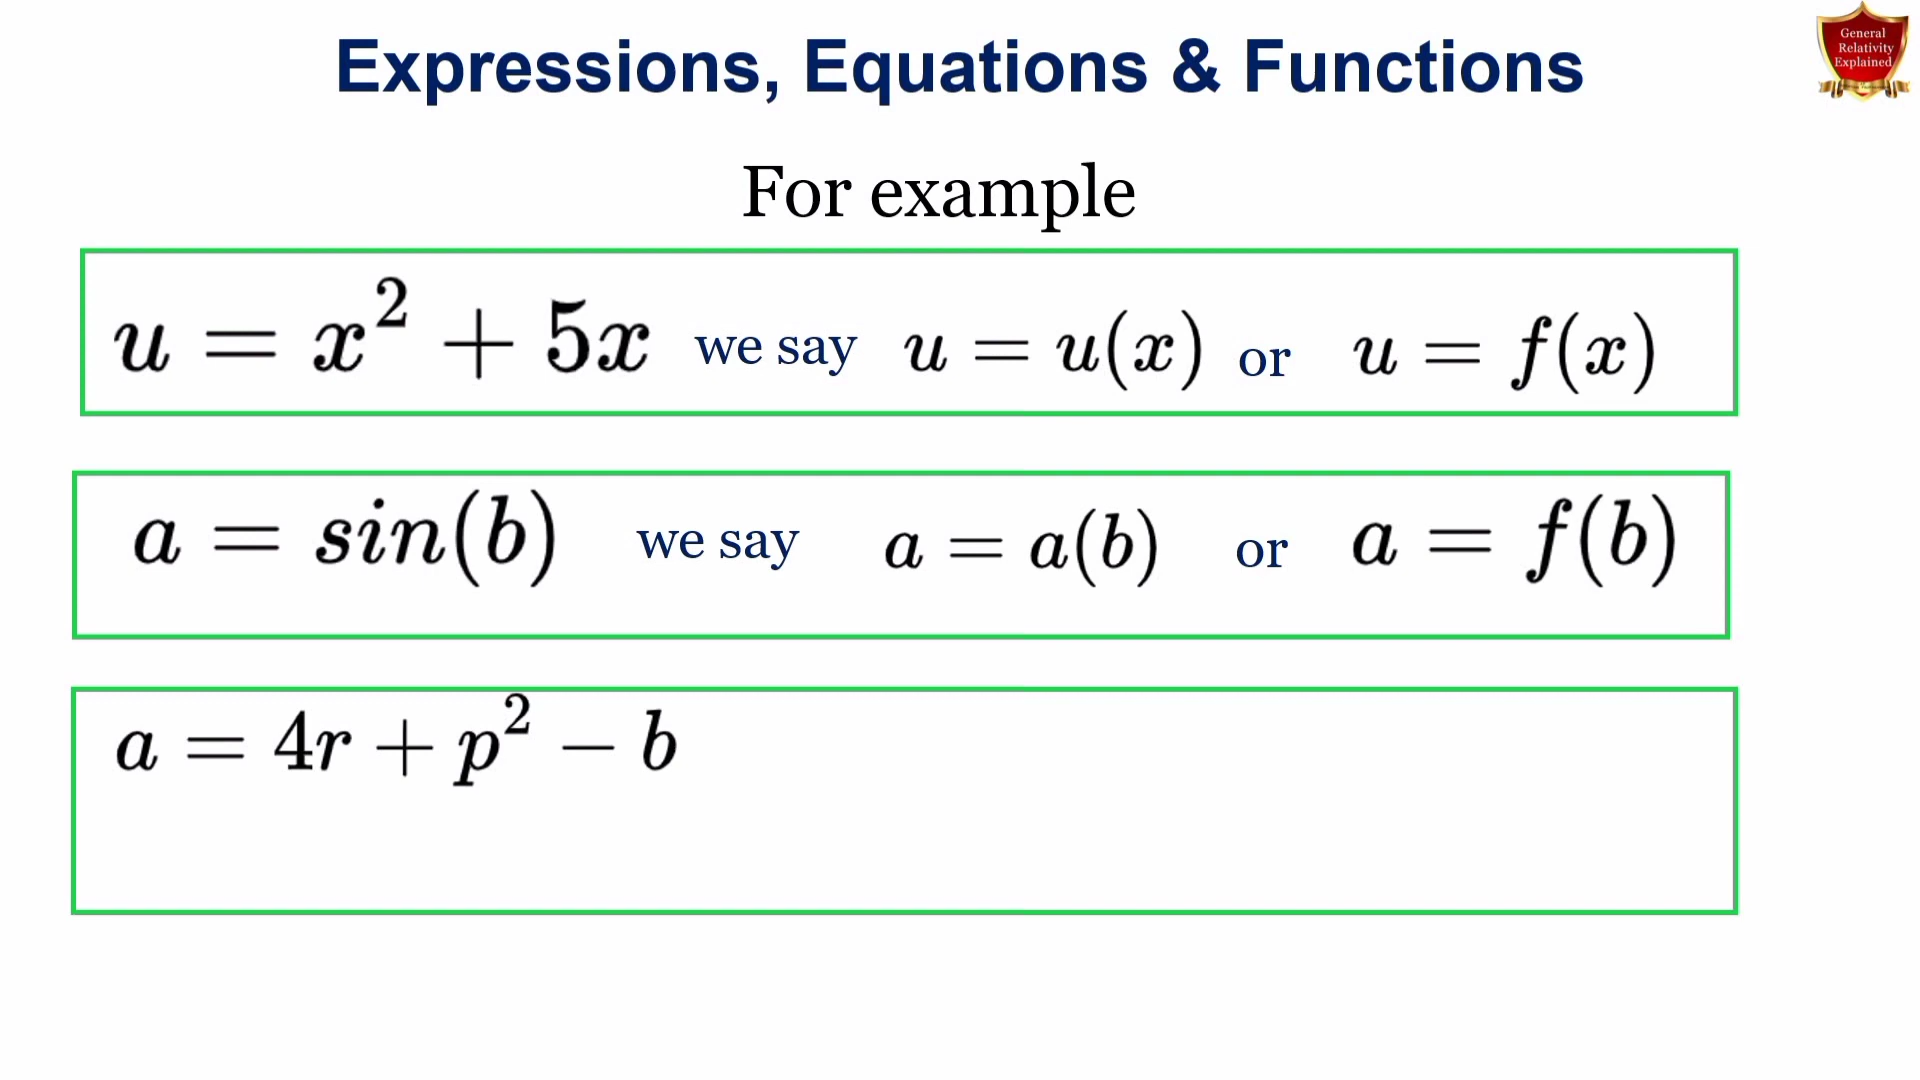 Expressions, Equations & Functions
General
Relativity
Explained
For example
u = x² + 5x we say u = u(x) or u = f(x)
a = sin(b) we say a = a(b) or a = f(b)
a = 4r + p² − b